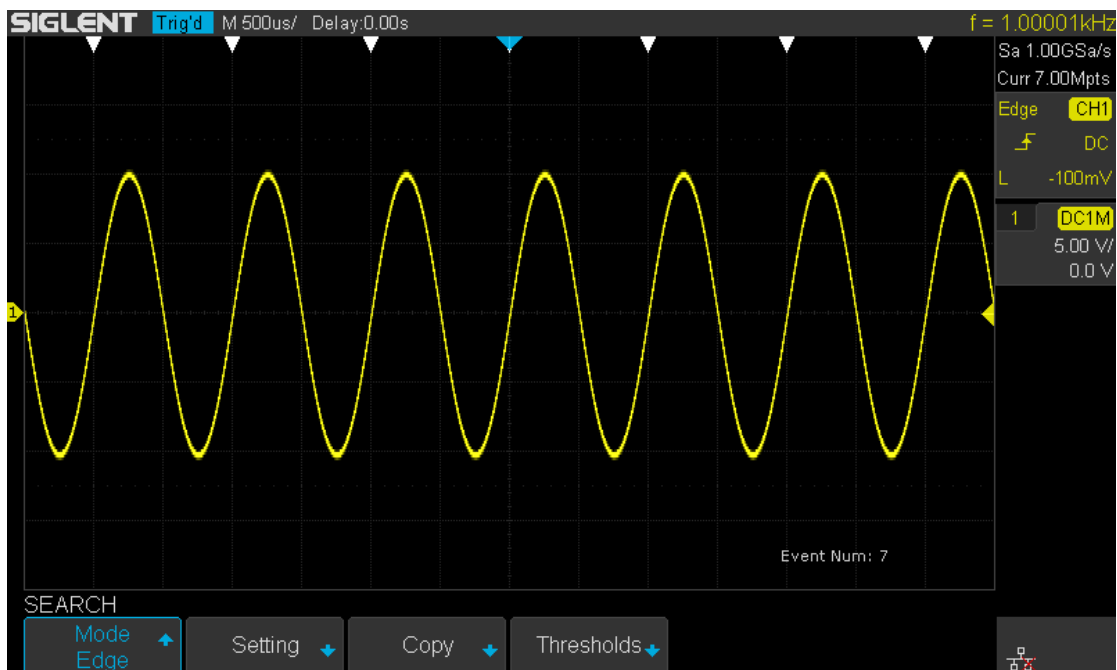 SIGLENT Trig'd M 500us/ Delay:0.00s f = 1.00001kHz
Sa 1.00GSa/s
Curr 7.00Mpts
Edge CH1
DC
L -100mV
1 DC1M
5.00 V/
0.0 V
1
Event Num: 7
SEARCH
Mode
Edge
Setting
Copy
Thresholds